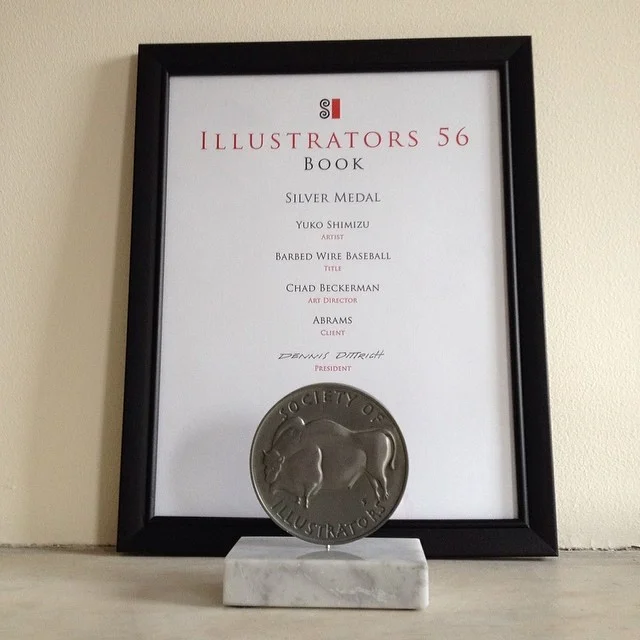 SI
ILLUSTRATORS 56
BOOK
SILVER MEDAL
YUKO SHIMIZU
ARTIST
BARBED WIRE BASEBALL
TITLE
CHAD BECKERMAN
ART DIRECTOR
ABRAMS
CLIENT
DENNIS DITTRICH
PRESIDENT
SOCIETY OF
ILLUSTRATORS